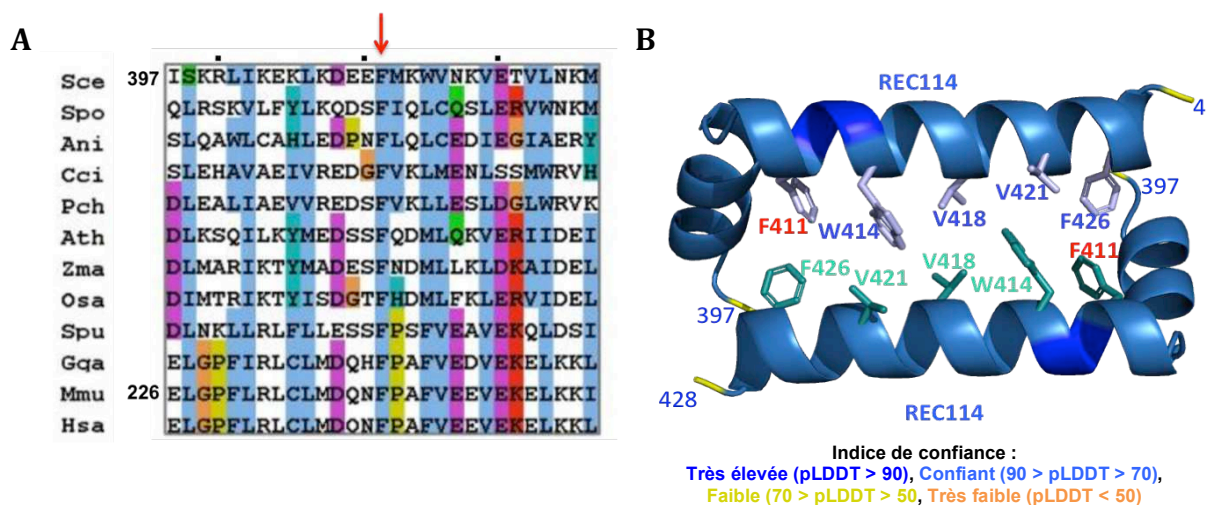 A
Sce 397 ISKRLIKEKLKDEEFMKWVNKVETVLNKM
Spo QLRSKVLFYLKQDSFIQLCQSLERVWNKM
Ani SLQAWLCAHLEDPNFLQLCEDIEGIAERY
Cci SLEHAVAEIVREDGFVKLMENLSSMWRVH
Pch DLEALIAEVVREDSFVKLLESLDGLWRVK
Ath DLKSQILKYMEDSSFQDMLQKVERIIDEI
Zma DLMARIKTYMADESFNDMLLKLDKAIDEL
Osa DIMTRIKTYISDGTFHDMLFKLERVIDEL
Spu DLNKLLRLFLLESSFPSFVEAVEKQLDSI
Gga ELGPFIRLCLMDQHFPAFVEDVEKELKKL
Mmu 226 ELGPFLRLCLMDQNFPAFVEEVEKELKKI
Hsa ELGPFLRLCLMDQNFPAFVEEVEKELKKL
B
REC114
4
397
F411 W414 V418 V421 F426
F426 V421 V418 W414 F411
397
428
REC114
Indice de confiance :
Très élevée (pLDDT > 90), Confiant (90 > pLDDT > 70),
Faible (70 > pLDDT > 50, Très faible (pLDDT < 50)